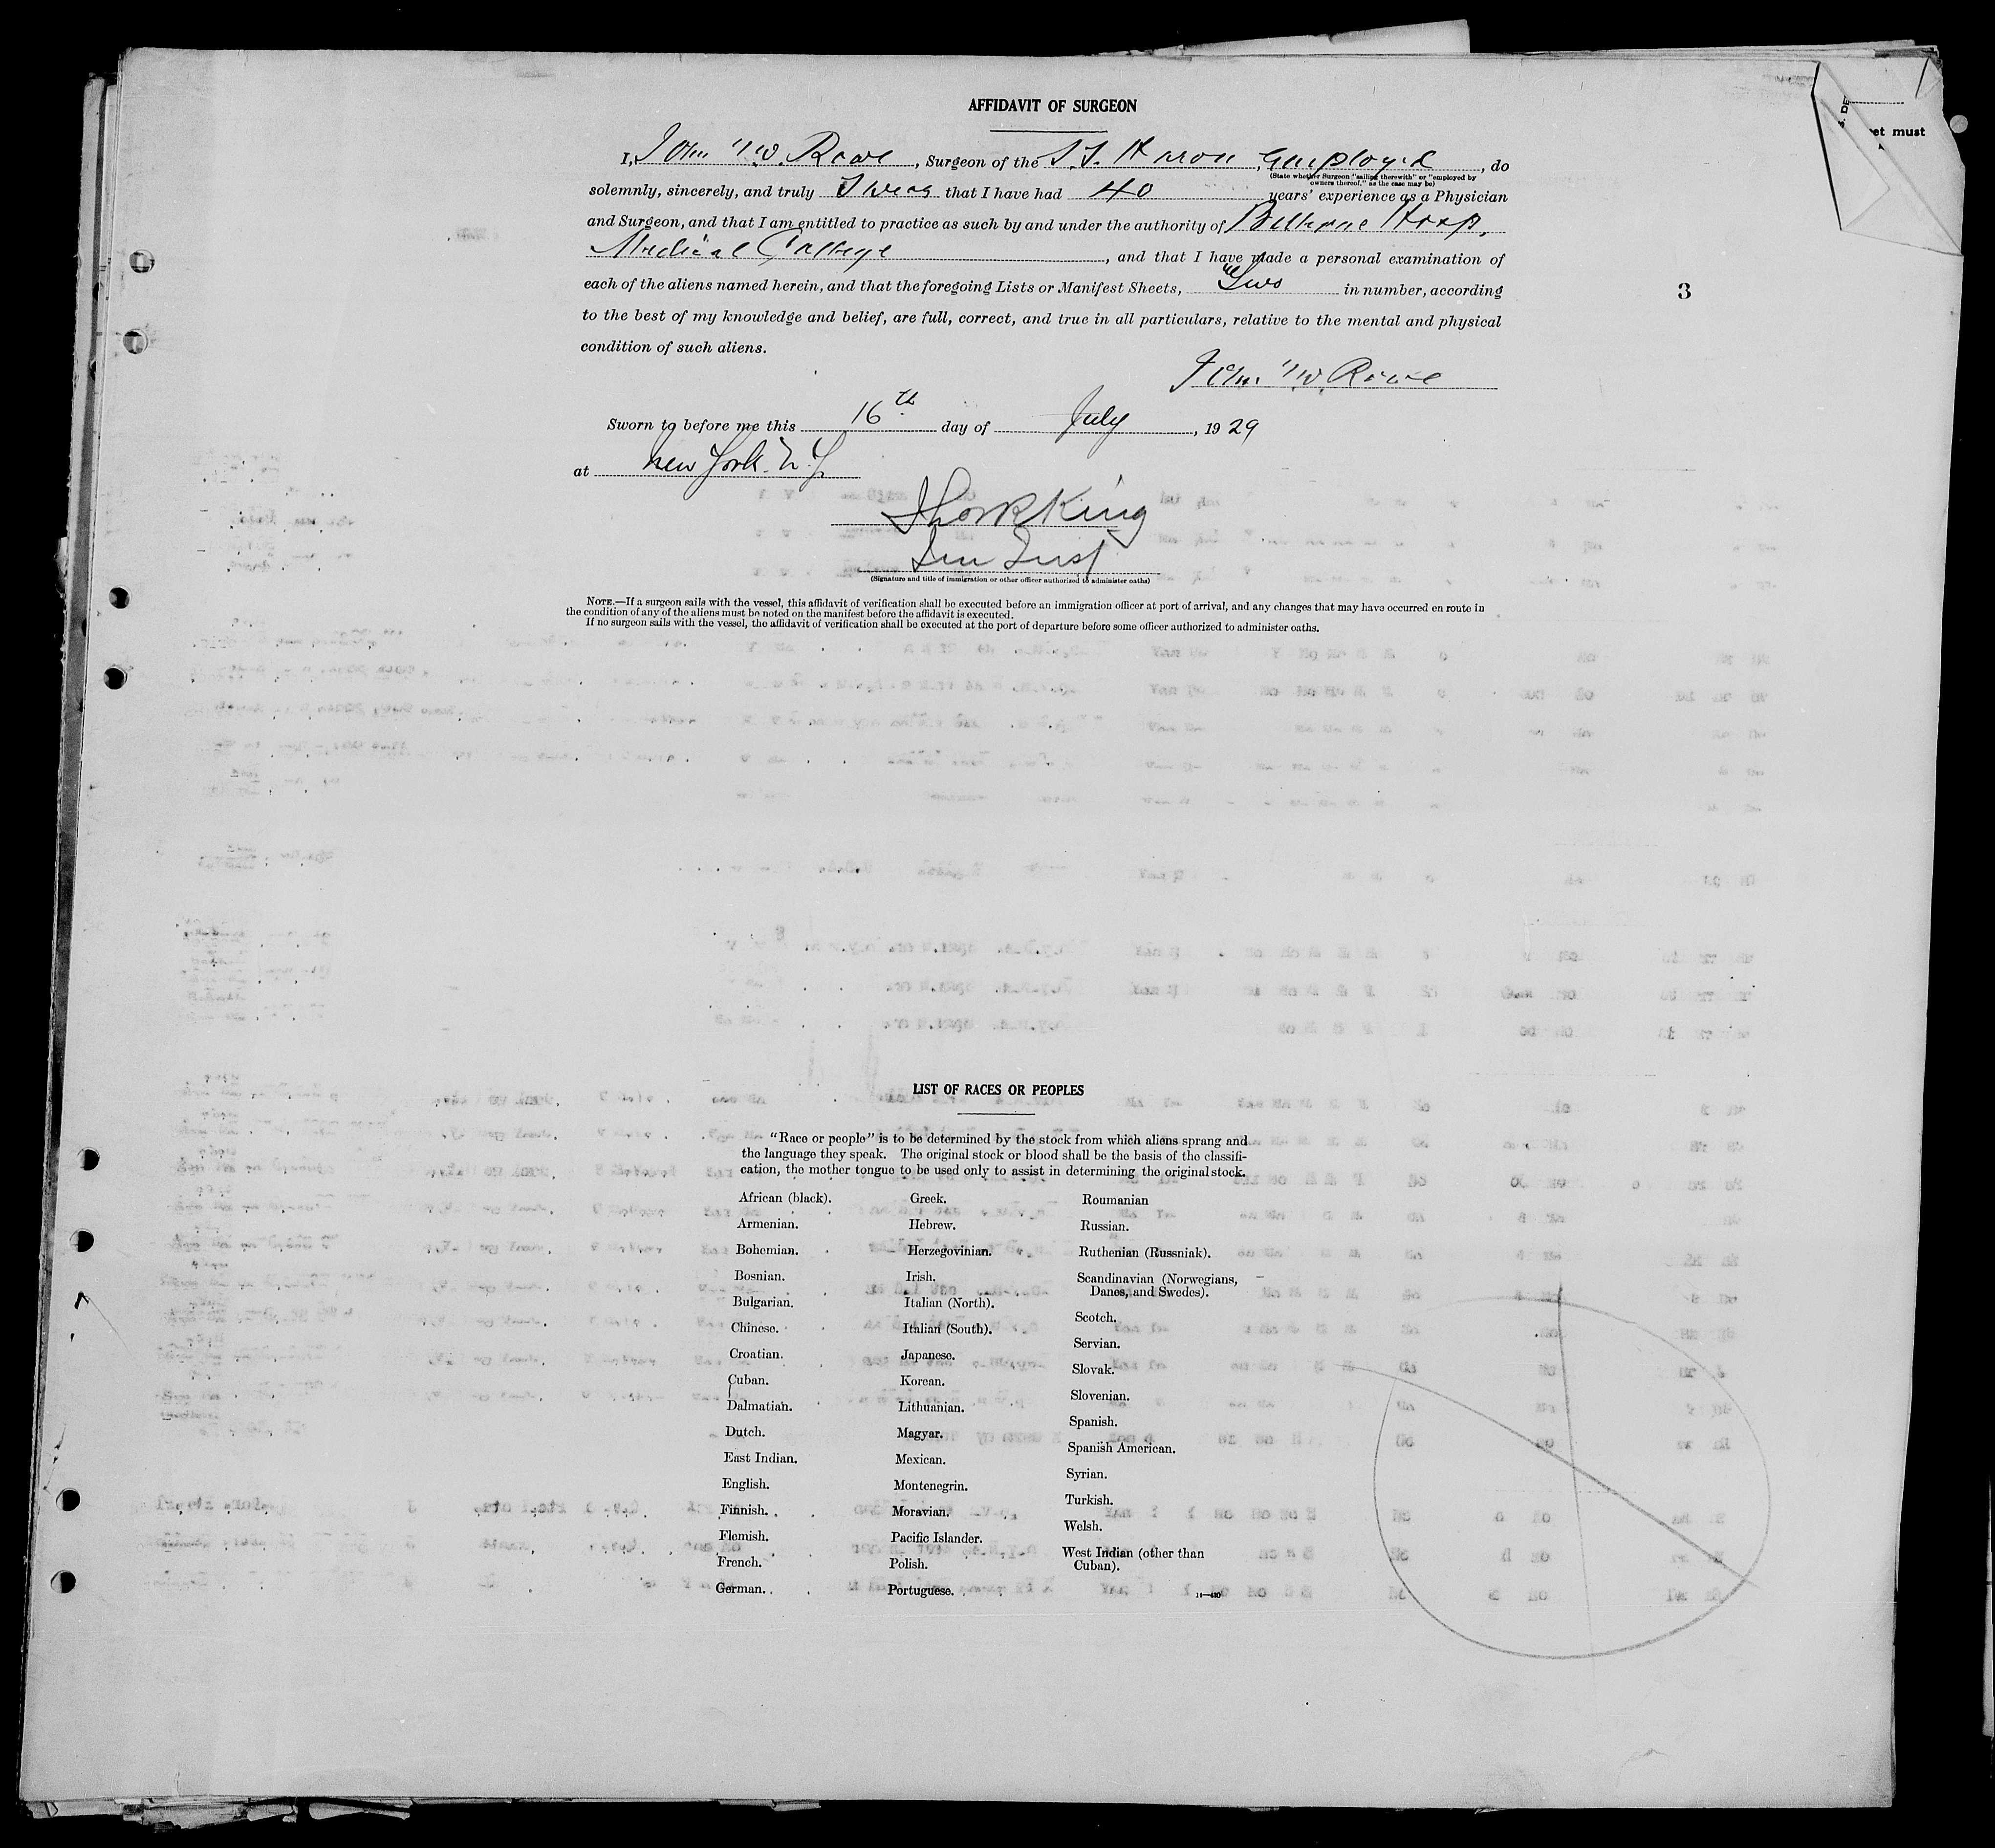 AFFIDAVIT OF SURGEON
I, John W. Rowe, Surgeon of the S.S. Huron, Employed, do
(State whether Surgeon "sailing therewith" or "employed by
owners thereof," as the case may be)
solemnly, sincerely, and truly Swear that I have had 40 years' experience as a Physician
and Surgeon, and that I am entitled to practice as such by and under the authority of Bellevue Hosp.
Medical College, and that I have made a personal examination of
each of the aliens named herein, and that the foregoing Lists or Manifest Sheets, Two in number, according
to the best of my knowledge and belief, are full, correct, and true in all particulars, relative to the mental and physical
condition of such aliens.
3
John W. Rowe
Sworn to before me this 16th day of July, 1929
at New York. N.Y.
King
(Signature and title of immigration or other officer authorized to administer oaths)
NOTE.—If a surgeon sails with the vessel, this affidavit of verification shall be executed before an immigration officer at port of arrival, and any changes that may have occurred en route in
the condition of any of the aliens must be noted on the manifest before the affidavit is executed.
If no surgeon sails with the vessel, the affidavit of verification shall be executed at the port of departure before some officer authorized to administer oaths.
LIST OF RACES OR PEOPLES
"Race or people" is to be determined by the stock from which aliens sprang and
the language they speak. The original stock or blood shall be the basis of the classifi-
cation, the mother tongue to be used only to assist in determining the original stock.
African (black).
Armenian.
Bohemian.
Bosnian.
Bulgarian.
Chinese.
Croatian.
Cuban.
Dalmatian.
Dutch.
East Indian.
English.
Finnish.
Flemish.
French.
German.
Greek.
Hebrew.
Herzegovinian.
Irish.
Italian (North).
Italian (South).
Japanese.
Korean.
Lithuanian.
Magyar.
Mexican.
Montenegrin.
Moravian.
Pacific Islander.
Polish.
Portuguese.
Roumanian
Russian.
Ruthenian (Russniak).
Scandinavian (Norwegians,
Danes, and Swedes).
Scotch.
Servian.
Slovak.
Slovenian.
Spanish.
Spanish American.
Syrian.
Turkish.
Welsh.
West Indian (other than
Cuban).
et must